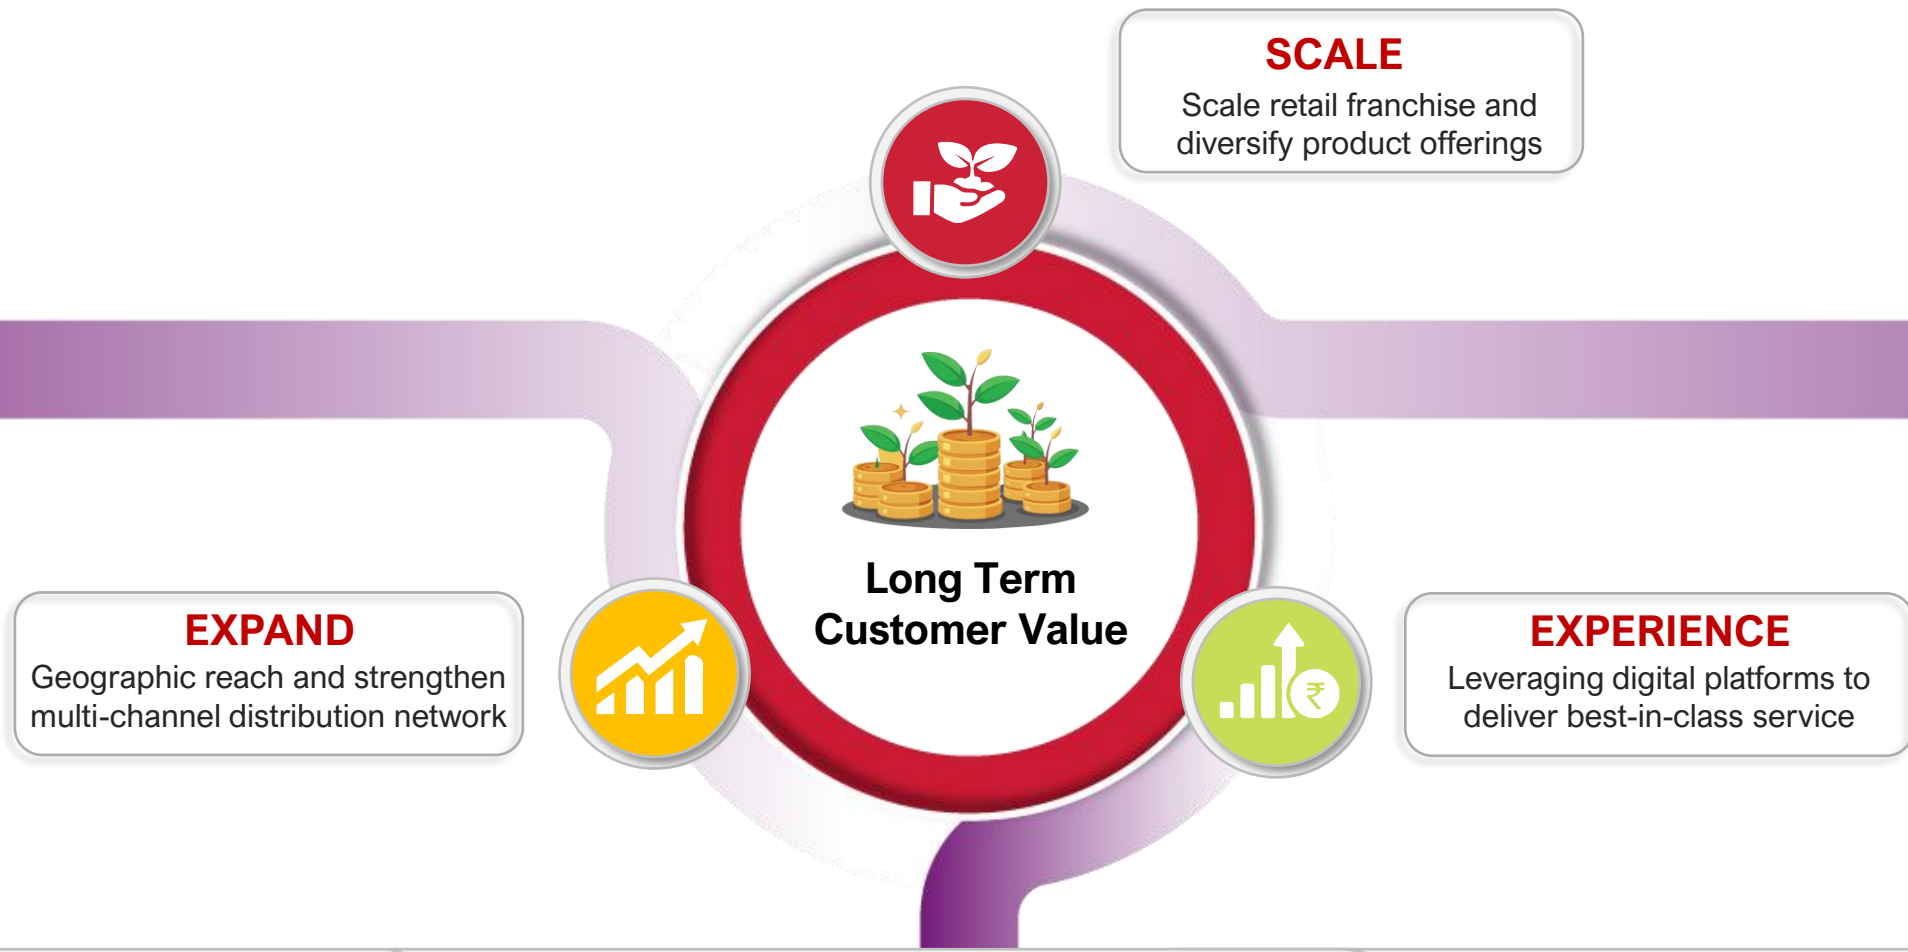 SCALE
Scale retail franchise and
diversify product offerings
Long Term
Customer Value
EXPAND
Geographic reach and strengthen
multi-channel distribution network
₹
EXPERIENCE
Leveraging digital platforms to
deliver best-in-class service